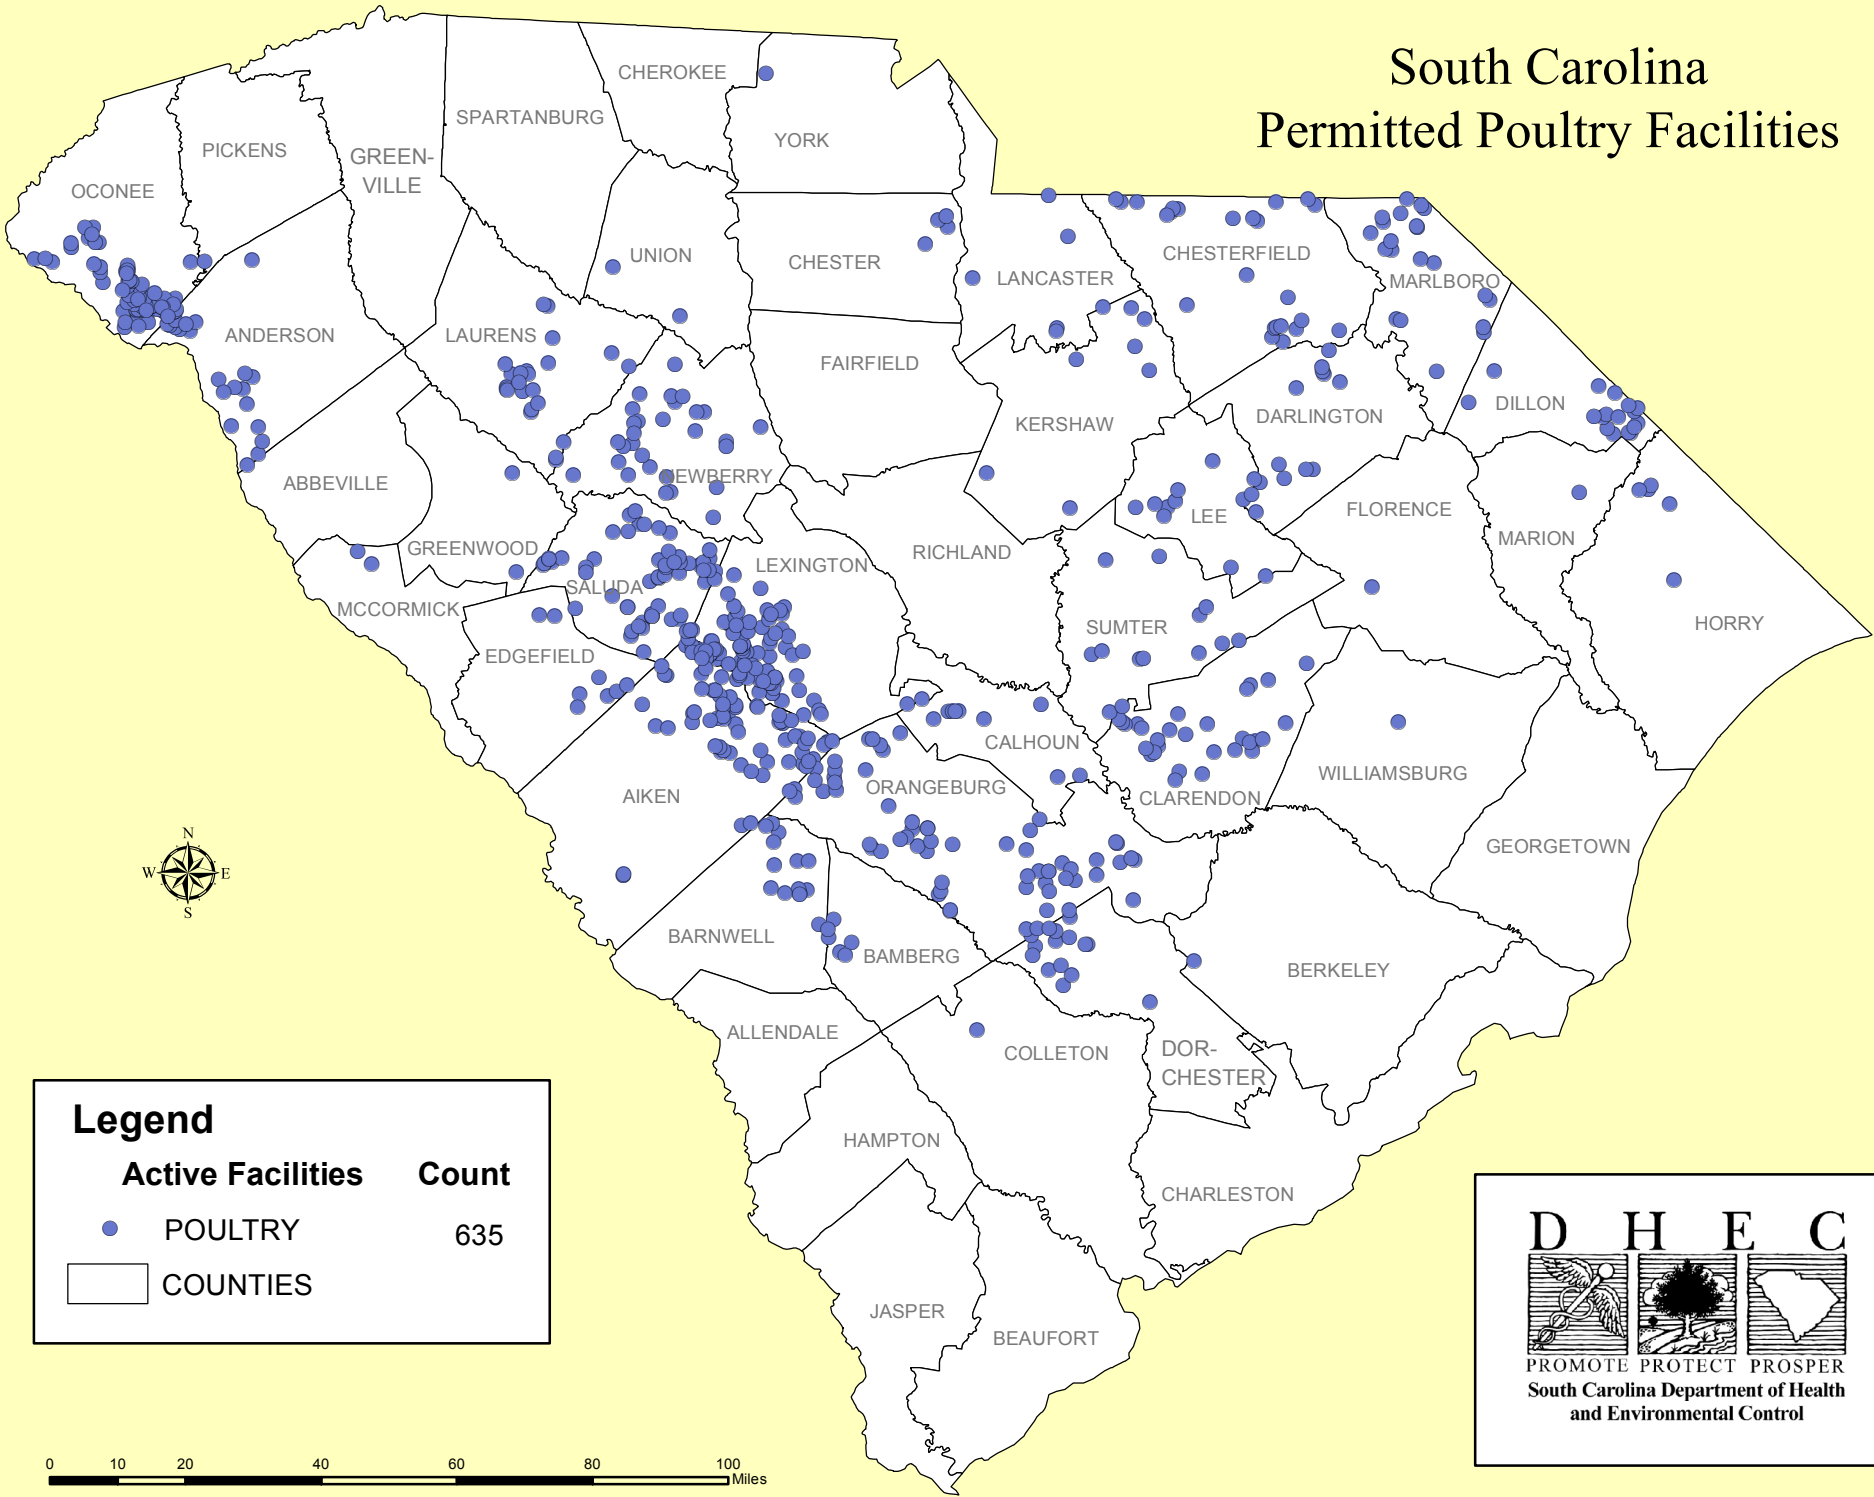 South Carolina
Permitted Poultry Facilities
CHEROKEE
SPARTANBURG
YORK
PICKENS
GREEN-
VILLE
OCONEE
UNION
CHESTER
LANCASTER
CHESTERFIELD
MARLBORO
ANDERSON
LAURENS
FAIRFIELD
KERSHAW
DARLINGTON
DILLON
ABBEVILLE
NEWBERRY
LEE
FLORENCE
MARION
GREENWOOD
LEXINGTON
RICHLAND
SALUDA
MCCORMICK
SUMTER
HORRY
EDGEFIELD
CALHOUN
AIKEN
ORANGEBURG
CLARENDON
WILLIAMSBURG
GEORGETOWN
N
W E
S
BARNWELL
BAMBERG
BERKELEY
ALLENDALE
COLLETON
DOR-
CHESTER
HAMPTON
CHARLESTON
JASPER
BEAUFORT
Legend
Active Facilities Count
POULTRY 635
COUNTIES
0 10 20 40 60 80 100
Miles
D H E C
PROMOTE PROTECT PROSPER
South Carolina Department of Health
and Environmental Control